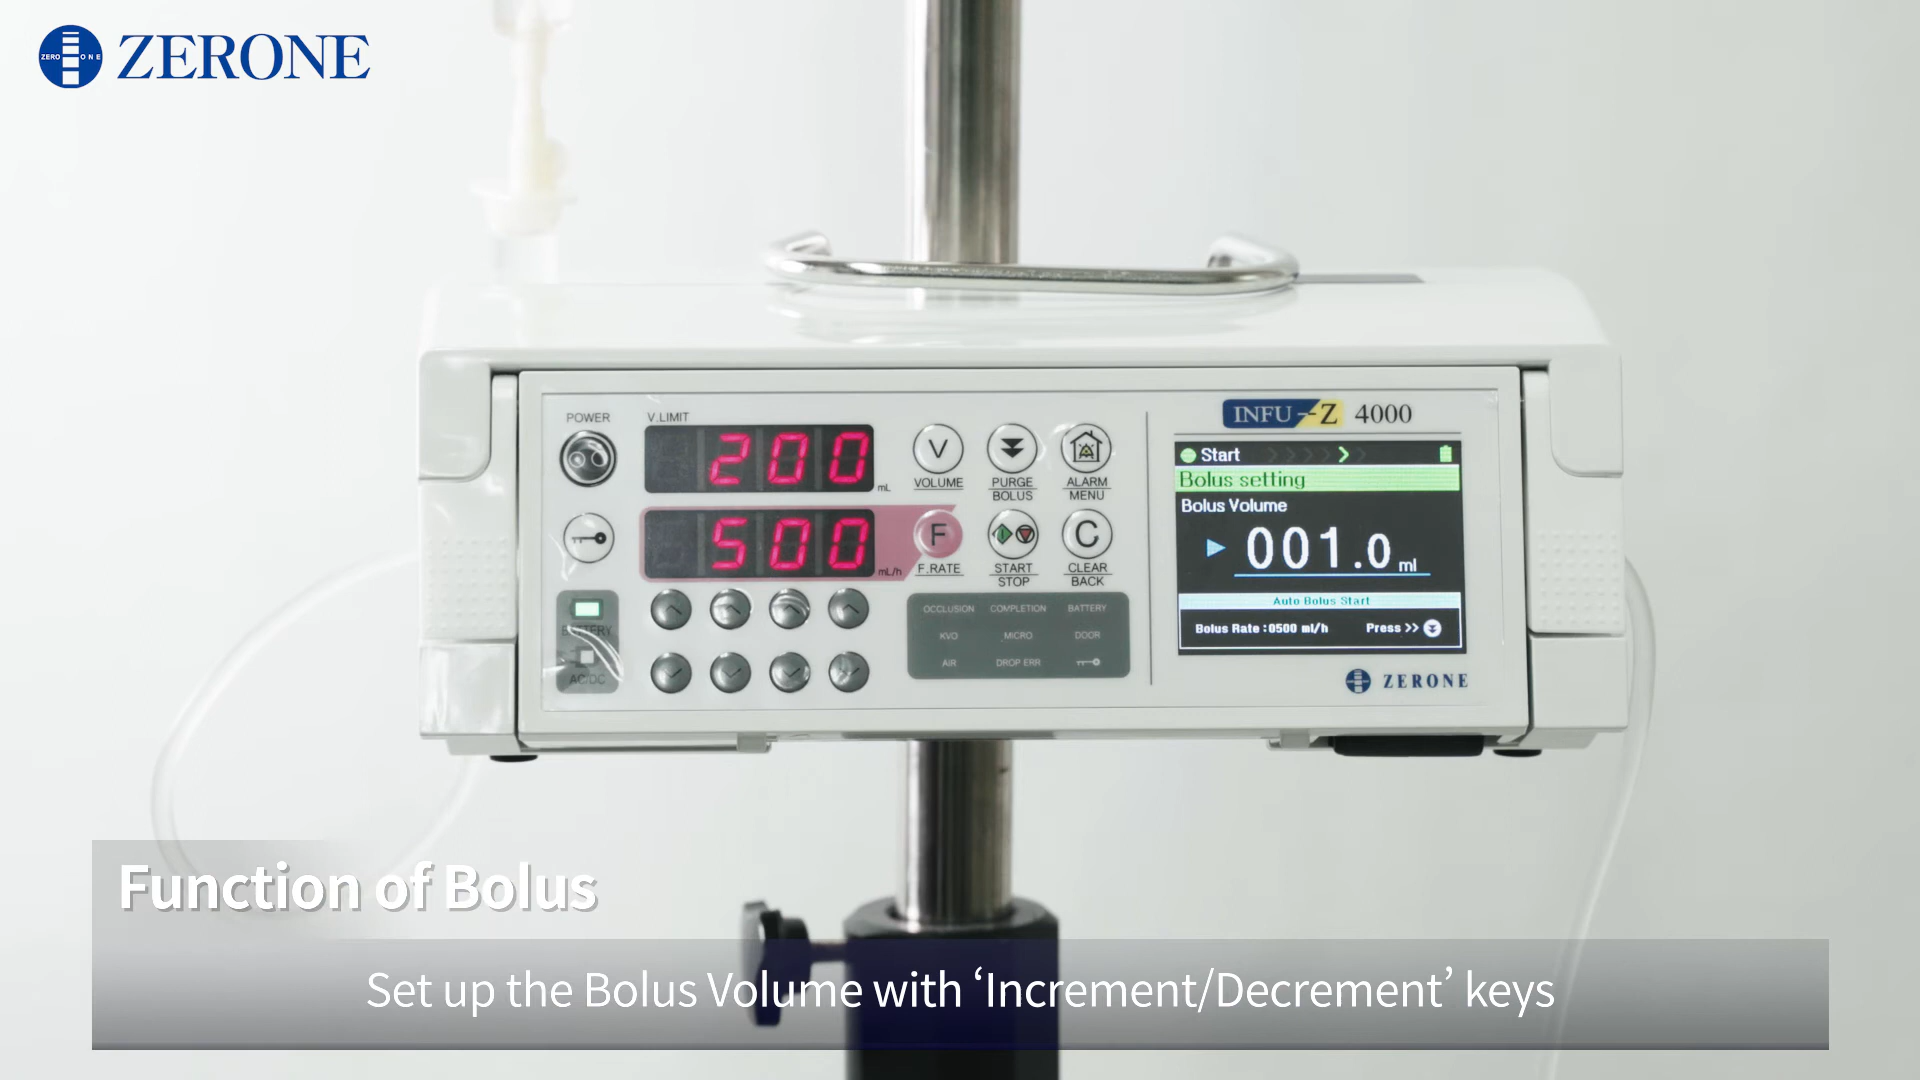 ZERO ONE ZERONE
POWER
V.LIMIT
200 mL
500 mL/h
V
VOLUME
PURGE
BOLUS
ALARM
MENU
F
F.RATE
START
STOP
C
CLEAR
BACK
BATTERY
AC/DC
OCCLUSION COMPLETION BATTERY
KVO MICRO DOOR
AIR DROP ERR
INFU-Z 4000
Start
Bolus setting
Bolus Volume
001.0 ml
Auto Bolus Start
Bolus Rate :0500 ml/h Press >>
ZERONE
Function of Bolus
Set up the Bolus Volume with ‘Increment/Decrement’ keys